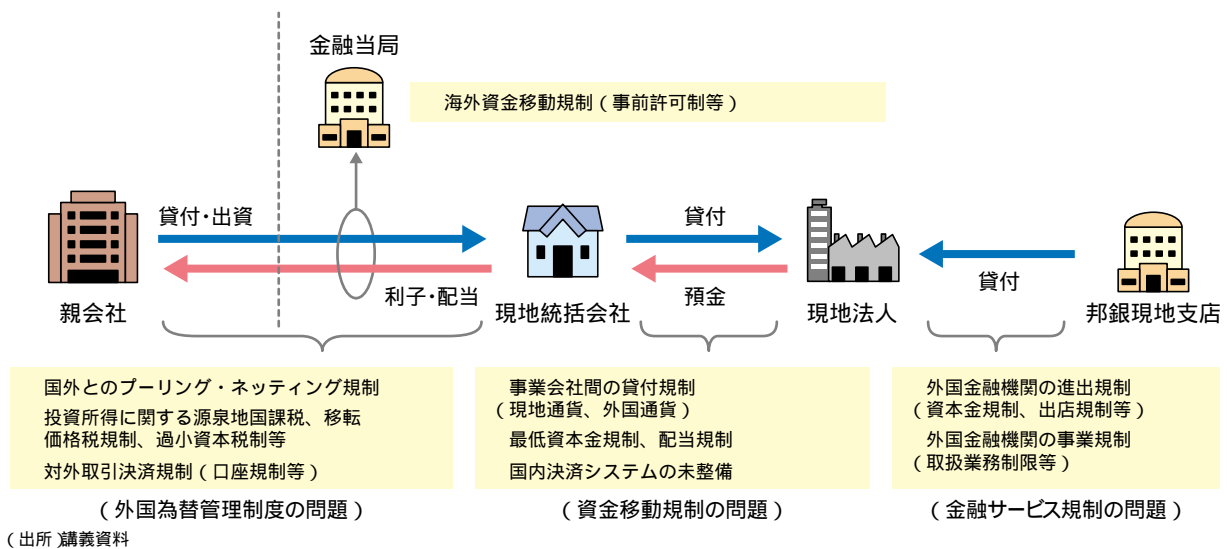 金融当局
海外資金移動規制（事前許可制等）
貸付・出資
貸付
利子・配当
預金
貸付
親会社
現地統括会社
現地法人
邦銀現地支店
国外とのプーリング・ネッティング規制
投資所得に関する源泉地国課税、移転
価格税規制、過小資本税制等
対外取引決済規制（口座規制等）
（外国為替管理制度の問題）
事業会社間の貸付規制
（現地通貨、外国通貨）
最低資本金規制、配当規制
国内決済システムの未整備
（資金移動規制の問題）
外国金融機関の進出規制
（資本金規制、出店規制等）
外国金融機関の事業規制
（取扱業務制限等）
（金融サービス規制の問題）
（出所）講義資料